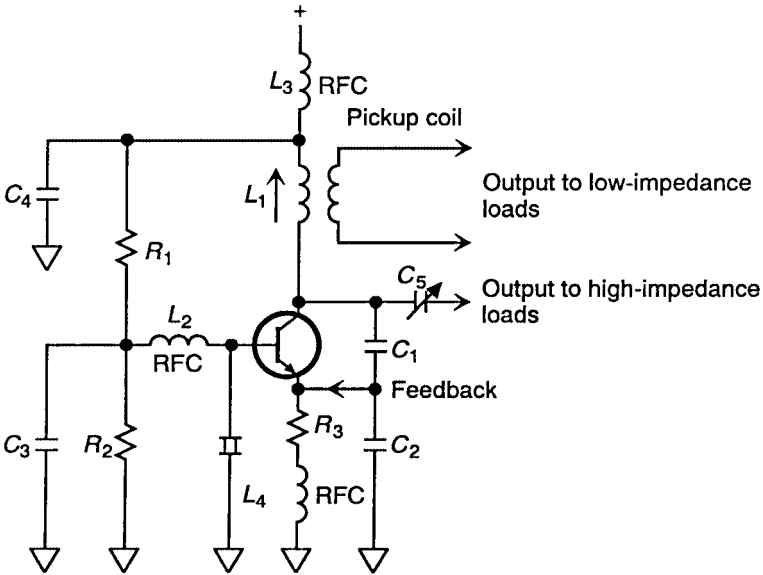 +
L3 RFC
Pickup coil
C4
L1
Output to low-impedance
loads
R1
C5
Output to high-impedance
loads
L2
RFC
C1
Feedback
C3
R2
R3
C2
L4
RFC